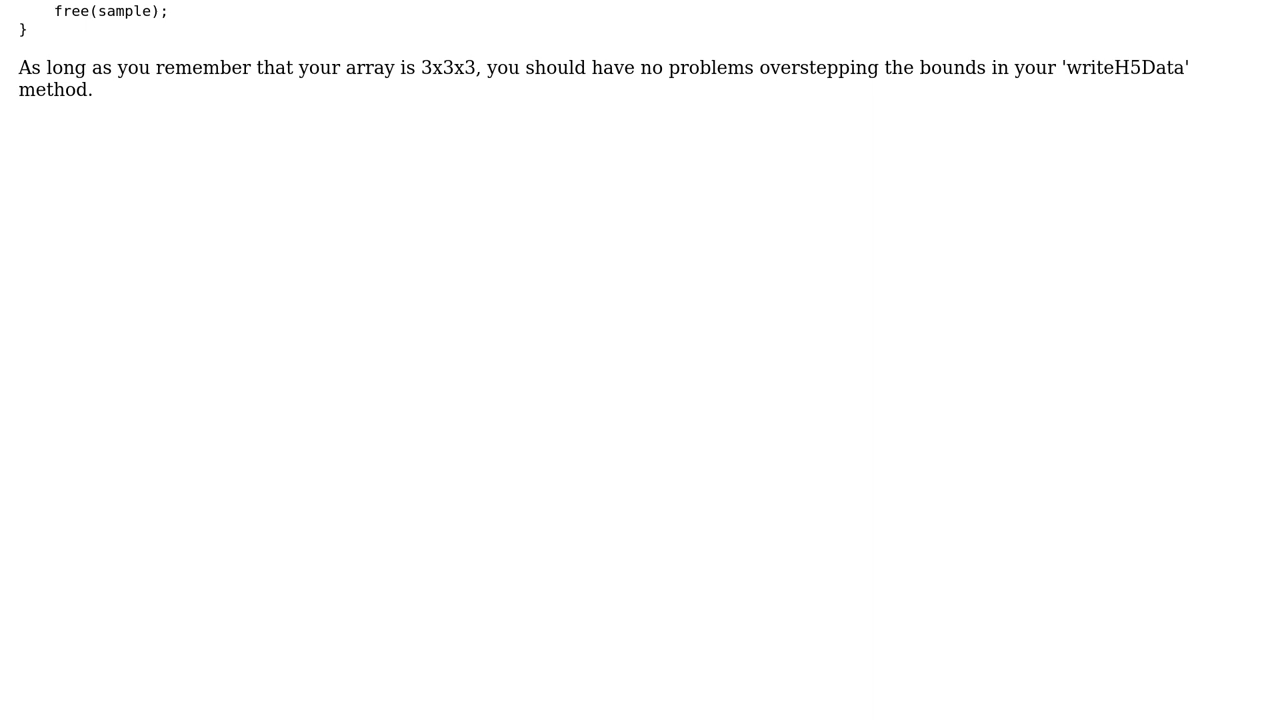 free(sample);
}
As long as you remember that your array is 3x3x3, you should have no problems overstepping the bounds in your 'writeH5Data'
method.